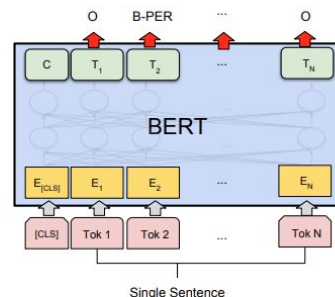 O B-PER ... O
C T1 T2 ... TN
BERT
E[CLS] E1 E2 ... EN
[CLS] Tok 1 Tok 2 ... Tok N
Single Sentence